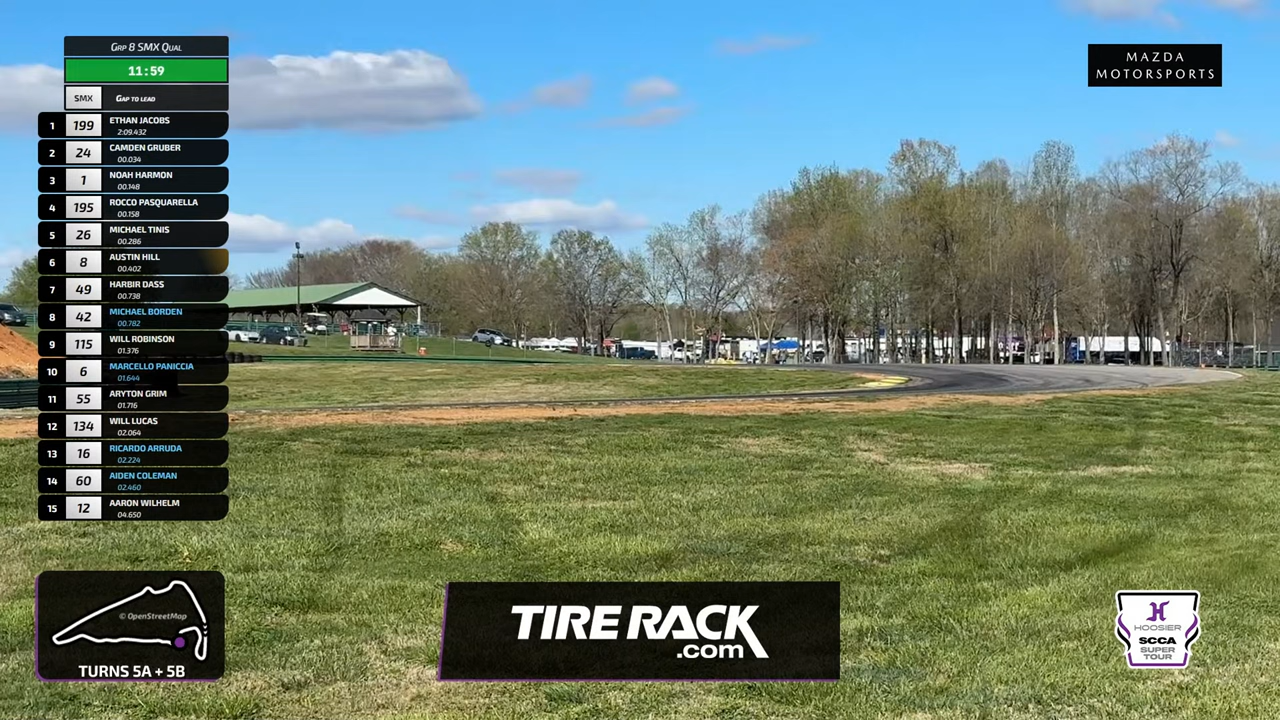 GRP 8 SMX QUAL
11:59
SMX GAP TO LEAD
1 199 ETHAN JACOBS
2:09.432
2 24 CAMDEN GRUBER
00.034
3 1 NOAH HARMON
00.148
4 195 ROCCO PASQUARELLA
00.158
5 26 MICHAEL TINIS
00.286
6 8 AUSTIN HILL
00.402
7 49 HARBIR DASS
00.738
8 42 MICHAEL BORDEN
00.782
9 115 WILL ROBINSON
01.376
10 6 MARCELLO PANICCIA
01.644
11 55 ARYTON GRIM
01.716
12 134 WILL LUCAS
02.064
13 16 RICARDO ARRUDA
02.224
14 60 AIDEN COLEMAN
02.460
15 12 AARON WILHELM
04.650
MAZDA
MOTORSPORTS
© OpenStreetMap
TURNS 5A + 5B
TIRE RACK
.com
H
HOOSIER
SCCA
SUPER
TOUR